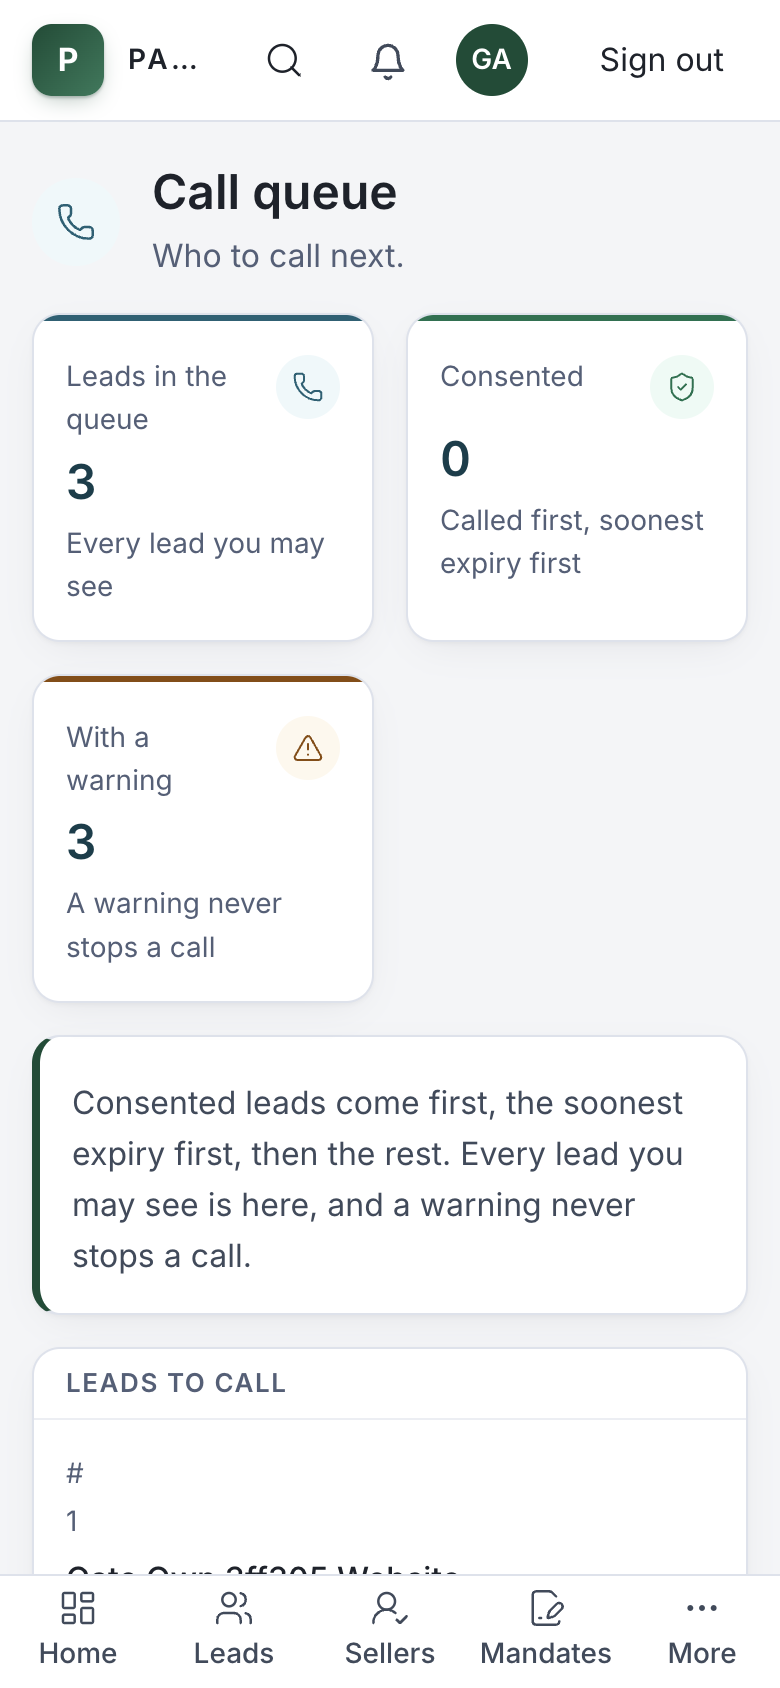 P
PA...
GA
Sign out
Call queue
Who to call next.
Leads in the
queue
3
Every lead you may
see
Consented
0
Called first, soonest
expiry first
With a
warning
3
A warning never
stops a call
Consented leads come first, the soonest
expiry first, then the rest. Every lead you
may see is here, and a warning never
stops a call.
LEADS TO CALL
#
1
Home
Leads
Sellers
Mandates
More